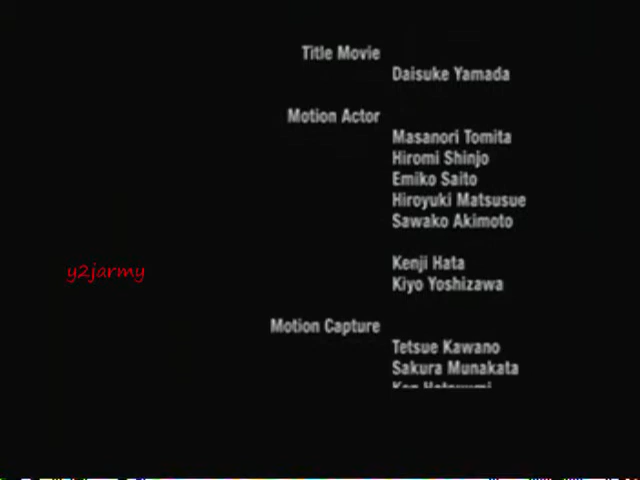 Title Movie
Daisuke Yamada
Motion Actor
Masanori Tomita
Hiromi Shinjo
Emiko Saito
Hiroyuki Matsusue
Sawako Akimoto
Kenji Hata
y2jarmy
Kiyo Yoshizawa
Motion Capture
Tetsue Kawano
Sakura Munakata